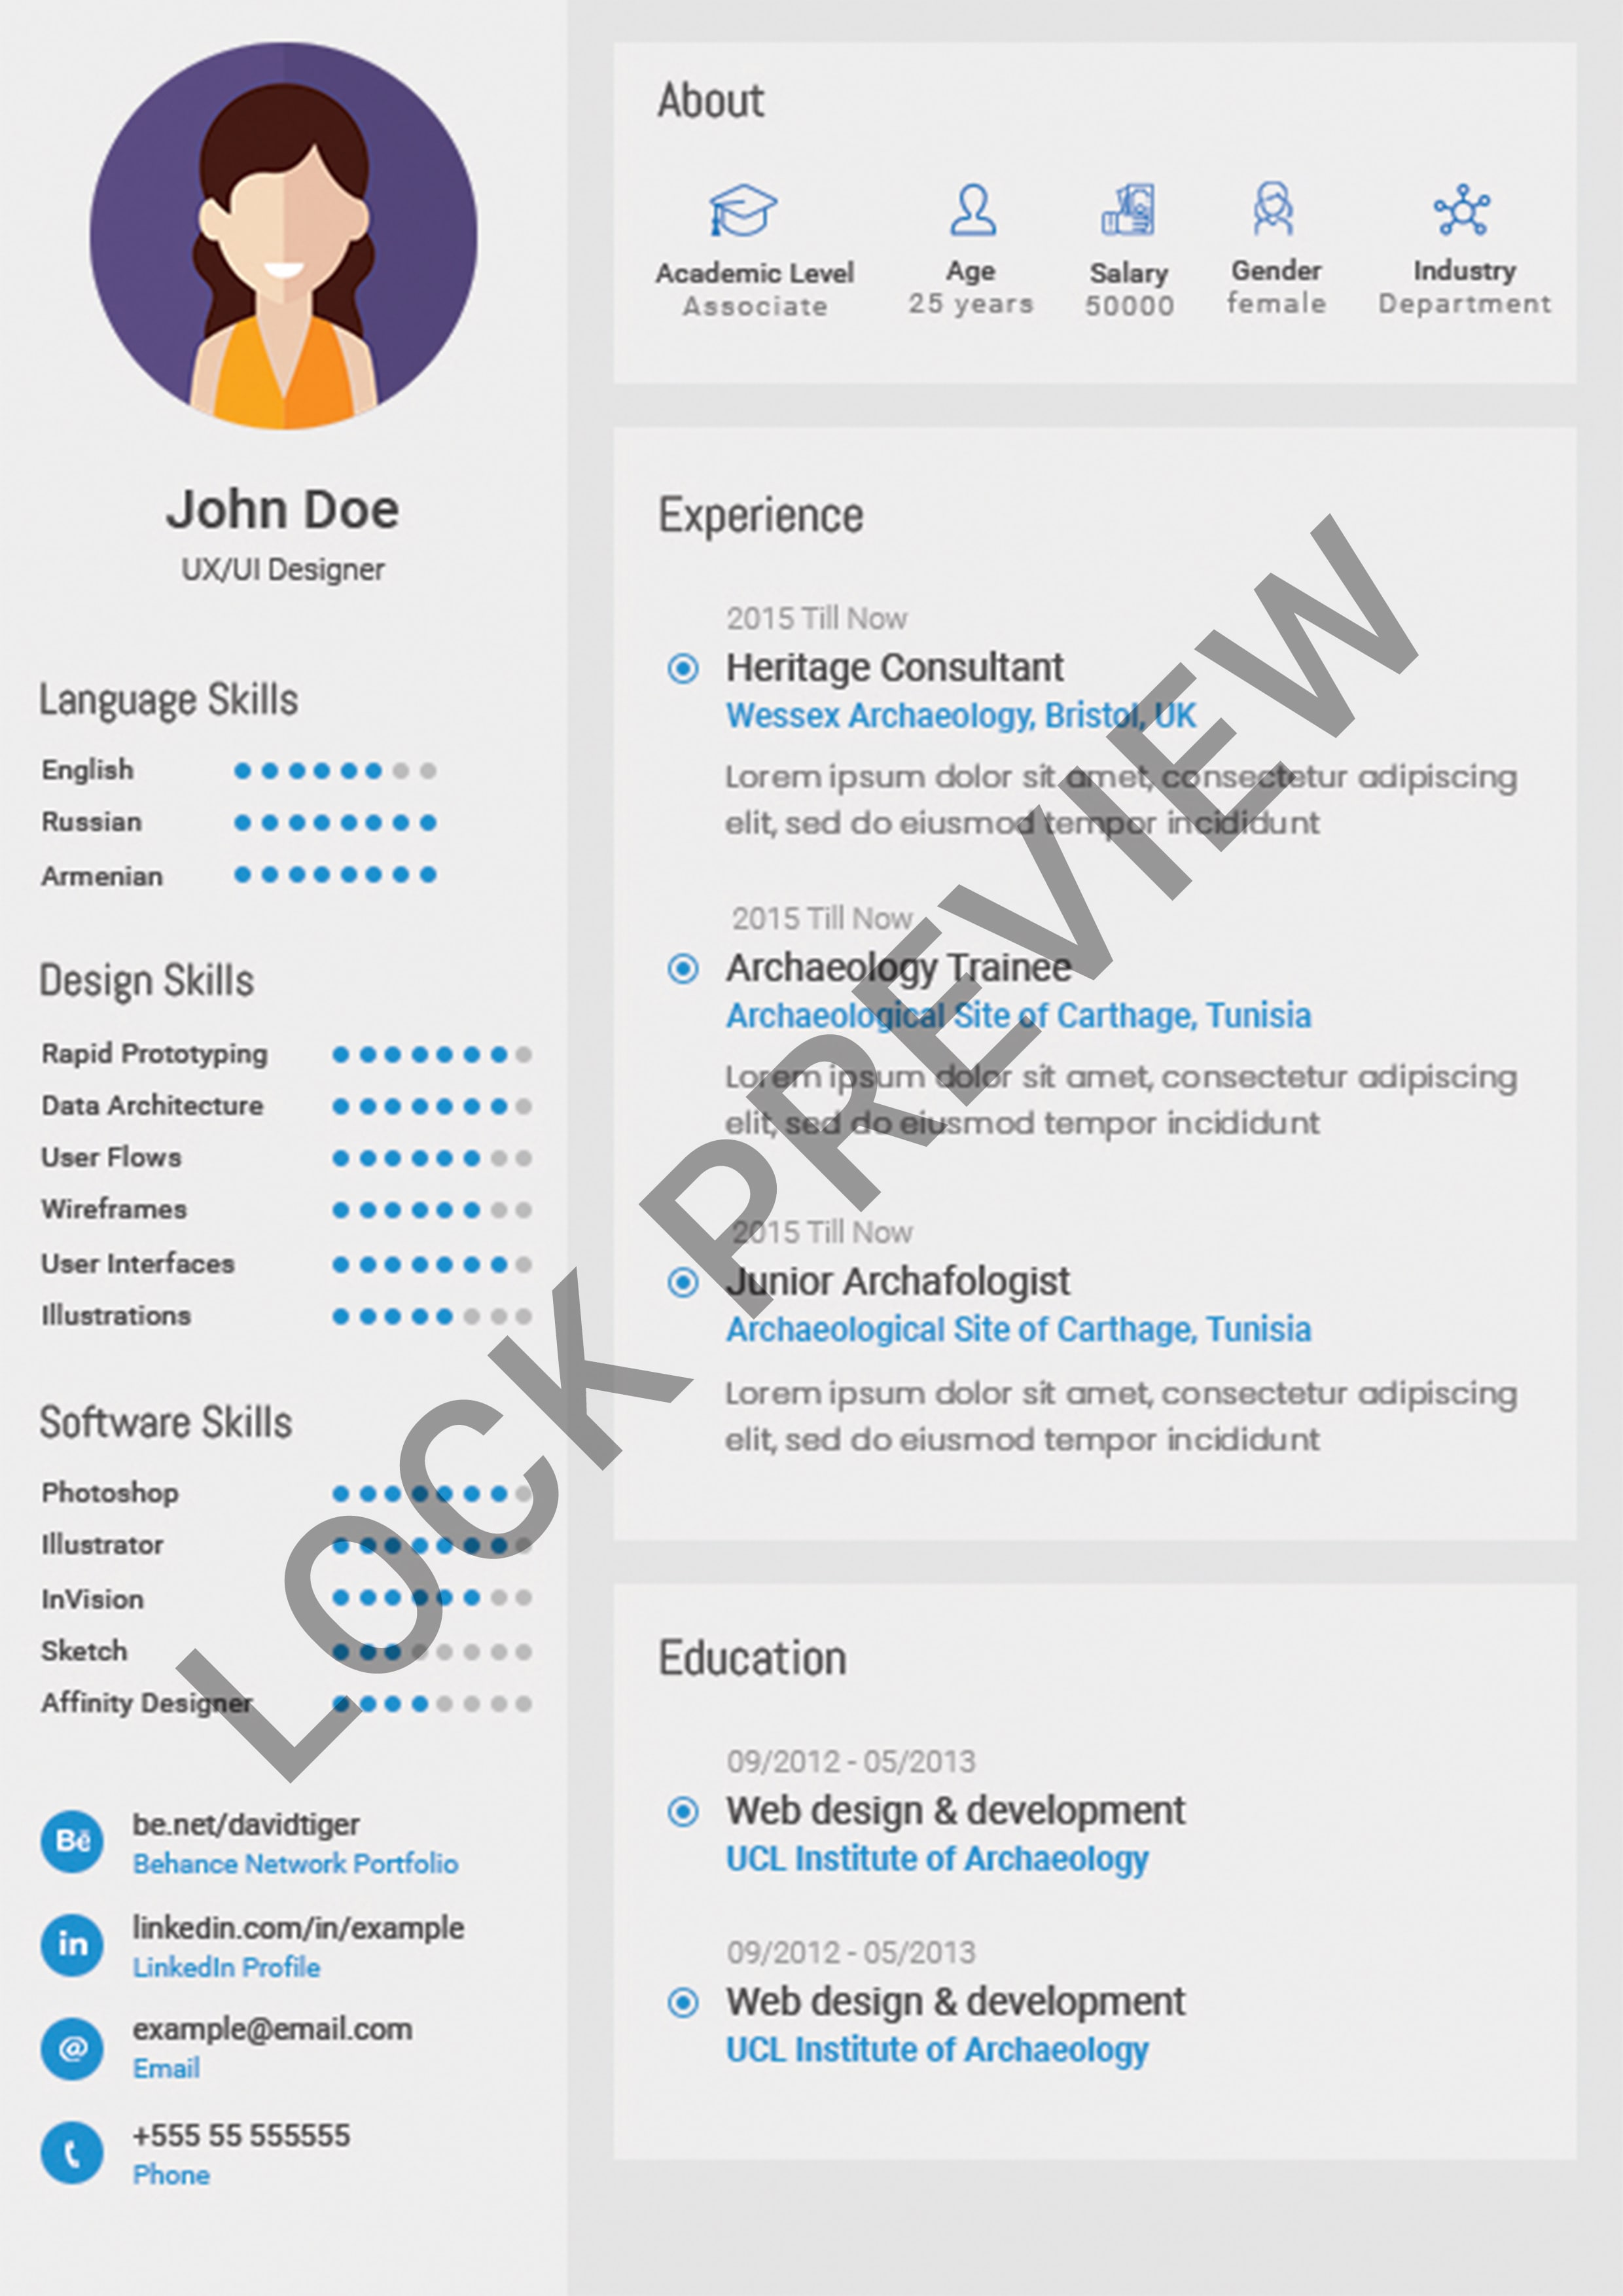 John Doe
UX/UI Designer
Language Skills
English
Russian
Armenian
Design Skills
Rapid Prototyping
Data Architecture
User Flows
Wireframes
User Interfaces
Illustrations
Software Skills
Photoshop
Illustrator
InVision
Sketch
Affinity Designer
Bē be.net/davidtiger
Behance Network Portfolio
in linkedin.com/in/example
LinkedIn Profile
@ example@email.com
Email
+555 55 555555
Phone
About
Academic Level
Associate
Age
25 years
Salary
50000
Gender
female
Industry
Department
Experience
2015 Till Now
Heritage Consultant
Wessex Archaeology, Bristol, UK
Lorem ipsum dolor sit amet, consectetur adipiscing
elit, sed do eiusmod tempor incididunt
2015 Till Now
Archaeology Trainee
Archaeological Site of Carthage, Tunisia
Lorem ipsum dolor sit amet, consectetur adipiscing
elit, sed do eiusmod tempor incididunt
2015 Till Now
Junior Archafologist
Archaeological Site of Carthage, Tunisia
Lorem ipsum dolor sit amet, consectetur adipiscing
elit, sed do eiusmod tempor incididunt
Education
09/2012 - 05/2013
Web design & development
UCL Institute of Archaeology
09/2012 - 05/2013
Web design & development
UCL Institute of Archaeology
LOCK PREVIEW